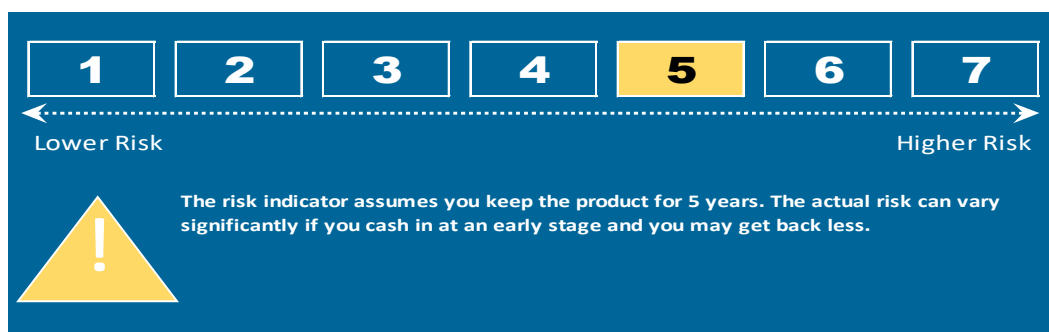 1 2 3 4 5 6 7
Lower Risk Higher Risk
The risk indicator assumes you keep the product for 5 years. The actual risk can vary
significantly if you cash in at an early stage and you may get back less.
!